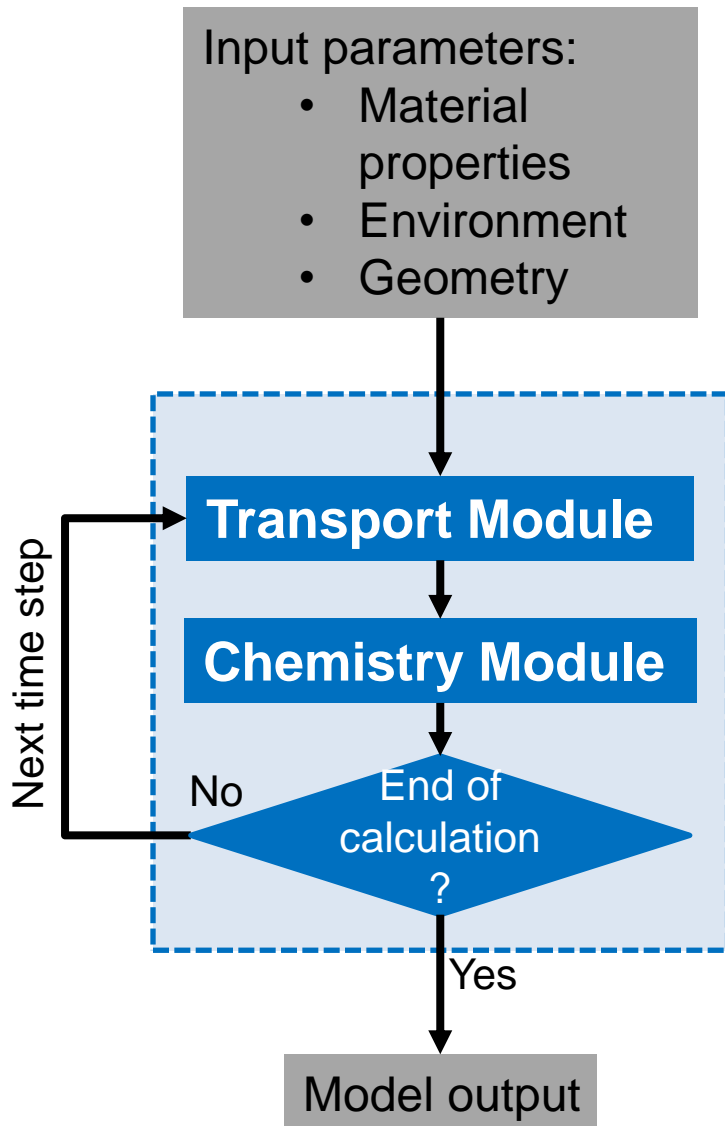 Input parameters:
• Material
properties
• Environment
• Geometry
Transport Module
Chemistry Module
Next time step
No
End of
calculation
?
Yes
Model output